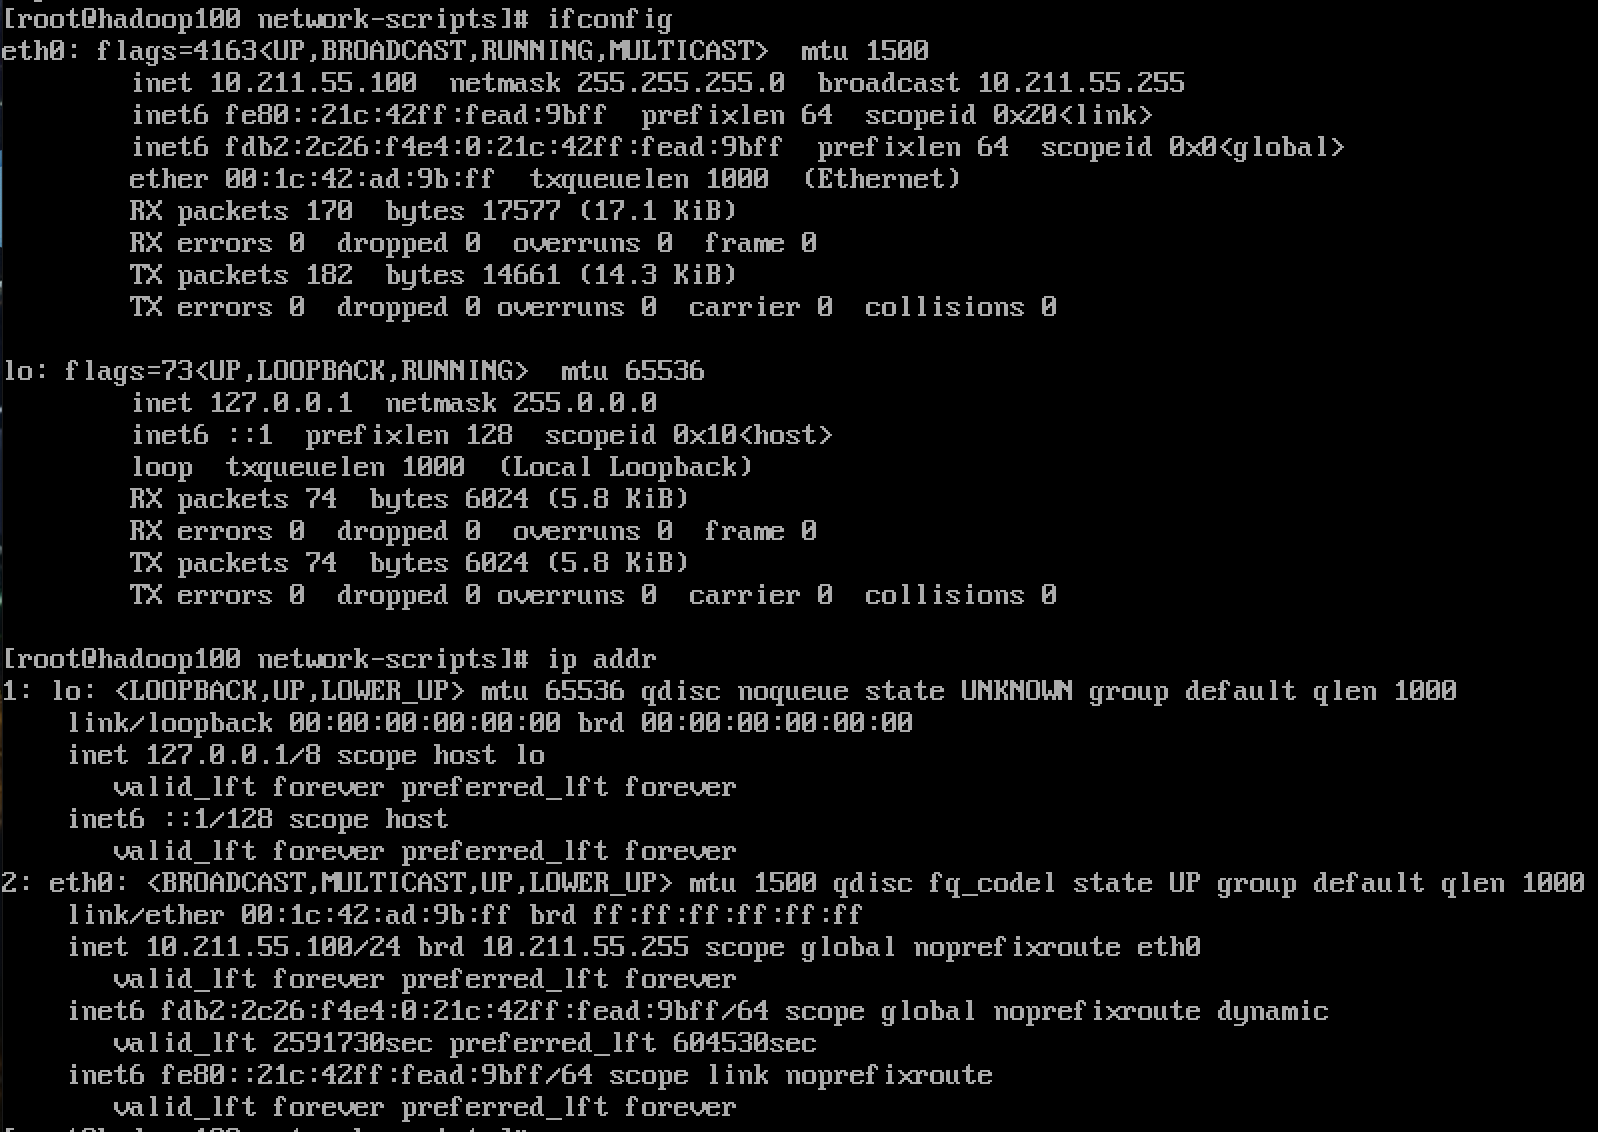 [root@hadoop100 network-scripts]# ifconfig
eth0: flags=4163<UP,BROADCAST,RUNNING,MULTICAST>  mtu 1500
        inet 10.211.55.100  netmask 255.255.255.0  broadcast 10.211.55.255
        inet6 fe80::21c:42ff:fead:9bff  prefixlen 64  scopeid 0x20<link>
        inet6 fdb2:2c26:f4e4:0:21c:42ff:fead:9bff  prefixlen 64  scopeid 0x0<global>
        ether 00:1c:42:ad:9b:ff  txqueuelen 1000  (Ethernet)
        RX packets 170  bytes 17577 (17.1 KiB)
        RX errors 0  dropped 0  overruns 0  frame 0
        TX packets 182  bytes 14661 (14.3 KiB)
        TX errors 0  dropped 0 overruns 0  carrier 0  collisions 0

lo: flags=73<UP,LOOPBACK,RUNNING>  mtu 65536
        inet 127.0.0.1  netmask 255.0.0.0
        inet6 ::1  prefixlen 128  scopeid 0x10<host>
        loop  txqueuelen 1000  (Local Loopback)
        RX packets 74  bytes 6024 (5.8 KiB)
        RX errors 0  dropped 0  overruns 0  frame 0
        TX packets 74  bytes 6024 (5.8 KiB)
        TX errors 0  dropped 0 overruns 0  carrier 0  collisions 0

[root@hadoop100 network-scripts]# ip addr
1: lo: <LOOPBACK,UP,LOWER_UP> mtu 65536 qdisc noqueue state UNKNOWN group default qlen 1000
    link/loopback 00:00:00:00:00:00 brd 00:00:00:00:00:00
    inet 127.0.0.1/8 scope host lo
       valid_lft forever preferred_lft forever
    inet6 ::1/128 scope host
       valid_lft forever preferred_lft forever
2: eth0: <BROADCAST,MULTICAST,UP,LOWER_UP> mtu 1500 qdisc fq_codel state UP group default qlen 1000
    link/ether 00:1c:42:ad:9b:ff brd ff:ff:ff:ff:ff:ff
    inet 10.211.55.100/24 brd 10.211.55.255 scope global noprefixroute eth0
       valid_lft forever preferred_lft forever
    inet6 fdb2:2c26:f4e4:0:21c:42ff:fead:9bff/64 scope global noprefixroute dynamic
       valid_lft 2591730sec preferred_lft 604530sec
    inet6 fe80::21c:42ff:fead:9bff/64 scope link noprefixroute
       valid_lft forever preferred_lft forever